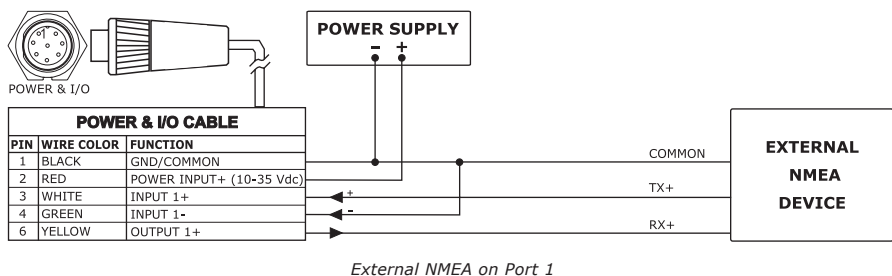 POWER SUPPLY
- +
1
POWER & I/O
POWER & I/O CABLE
PIN WIRE COLOR FUNCTION
1 BLACK GND/COMMON
2 RED POWER INPUT+ (10-35 Vdc)
3 WHITE INPUT 1+
4 GREEN INPUT 1-
6 YELLOW OUTPUT 1+
+
-
COMMON
TX+
RX+
EXTERNAL
NMEA
DEVICE
External NMEA on Port 1